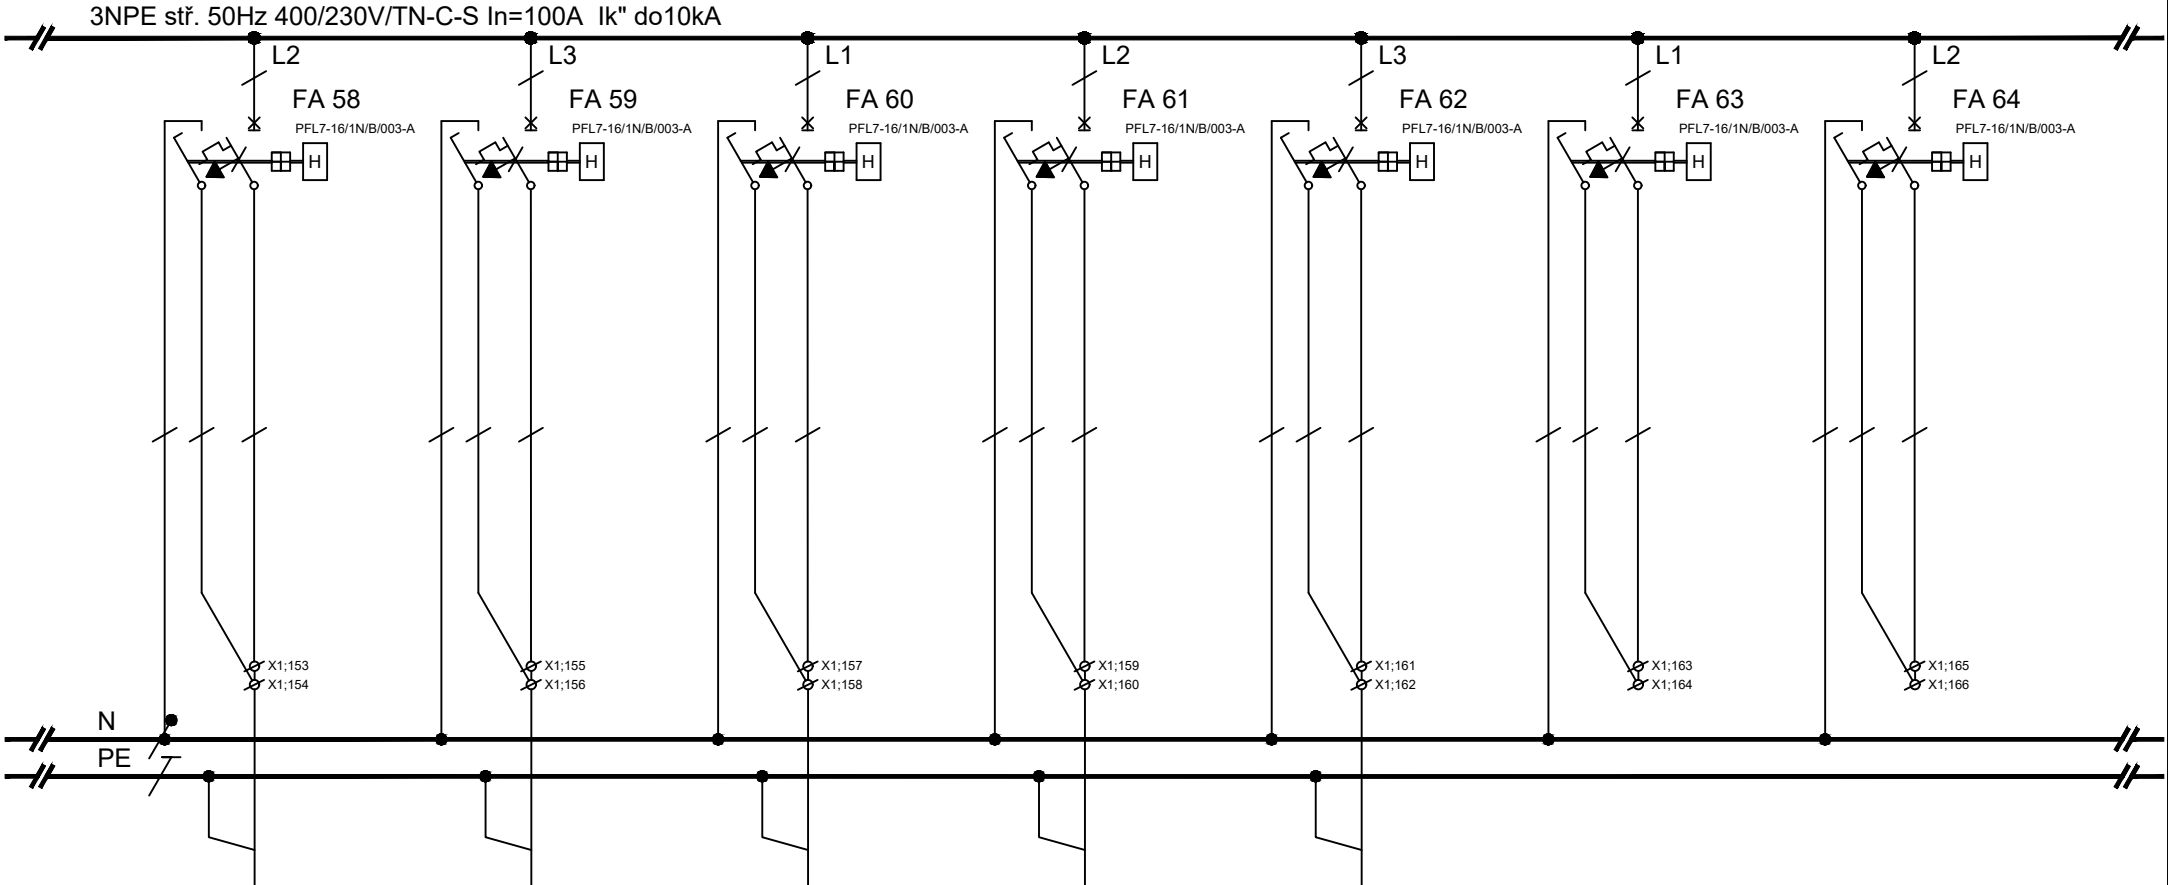 3NPE stř. 50Hz 400/230V/TN-C-S In=100A Ik" do10kA
L2 L3 L1 L2 L3 L1 L2
FA 58 FA 59 FA 60 FA 61 FA 62 FA 63 FA 64
PFL7-16/1N/B/003-A PFL7-16/1N/B/003-A PFL7-16/1N/B/003-A PFL7-16/1N/B/003-A PFL7-16/1N/B/003-A PFL7-16/1N/B/003-A PFL7-16/1N/B/003-A
H H H H H H H
X1;153 X1;155 X1;157 X1;159 X1;161 X1;163 X1;165
X1;154 X1;156 X1;158 X1;160 X1;162 X1;164 X1;166
N
PE